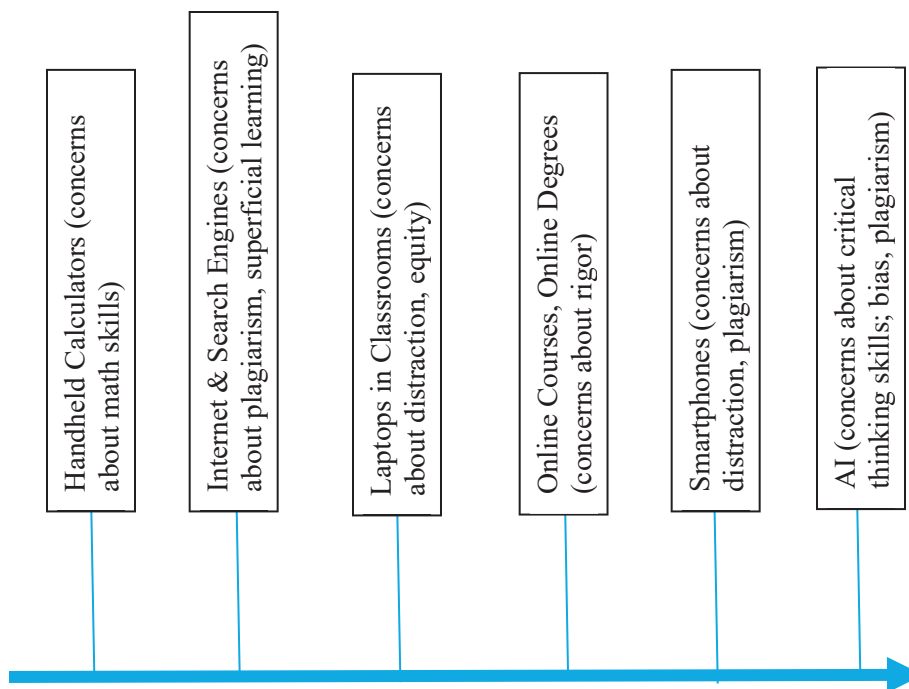 Handheld Calculators (concerns
about math skills)
Internet & Search Engines (concerns
about plagiarism, superficial learning)
Laptops in Classrooms (concerns
about distraction, equity)
Online Courses, Online Degrees
(concerns about rigor)
Smartphones (concerns about
distraction, plagiarism)
AI (concerns about critical
thinking skills; bias, plagiarism)